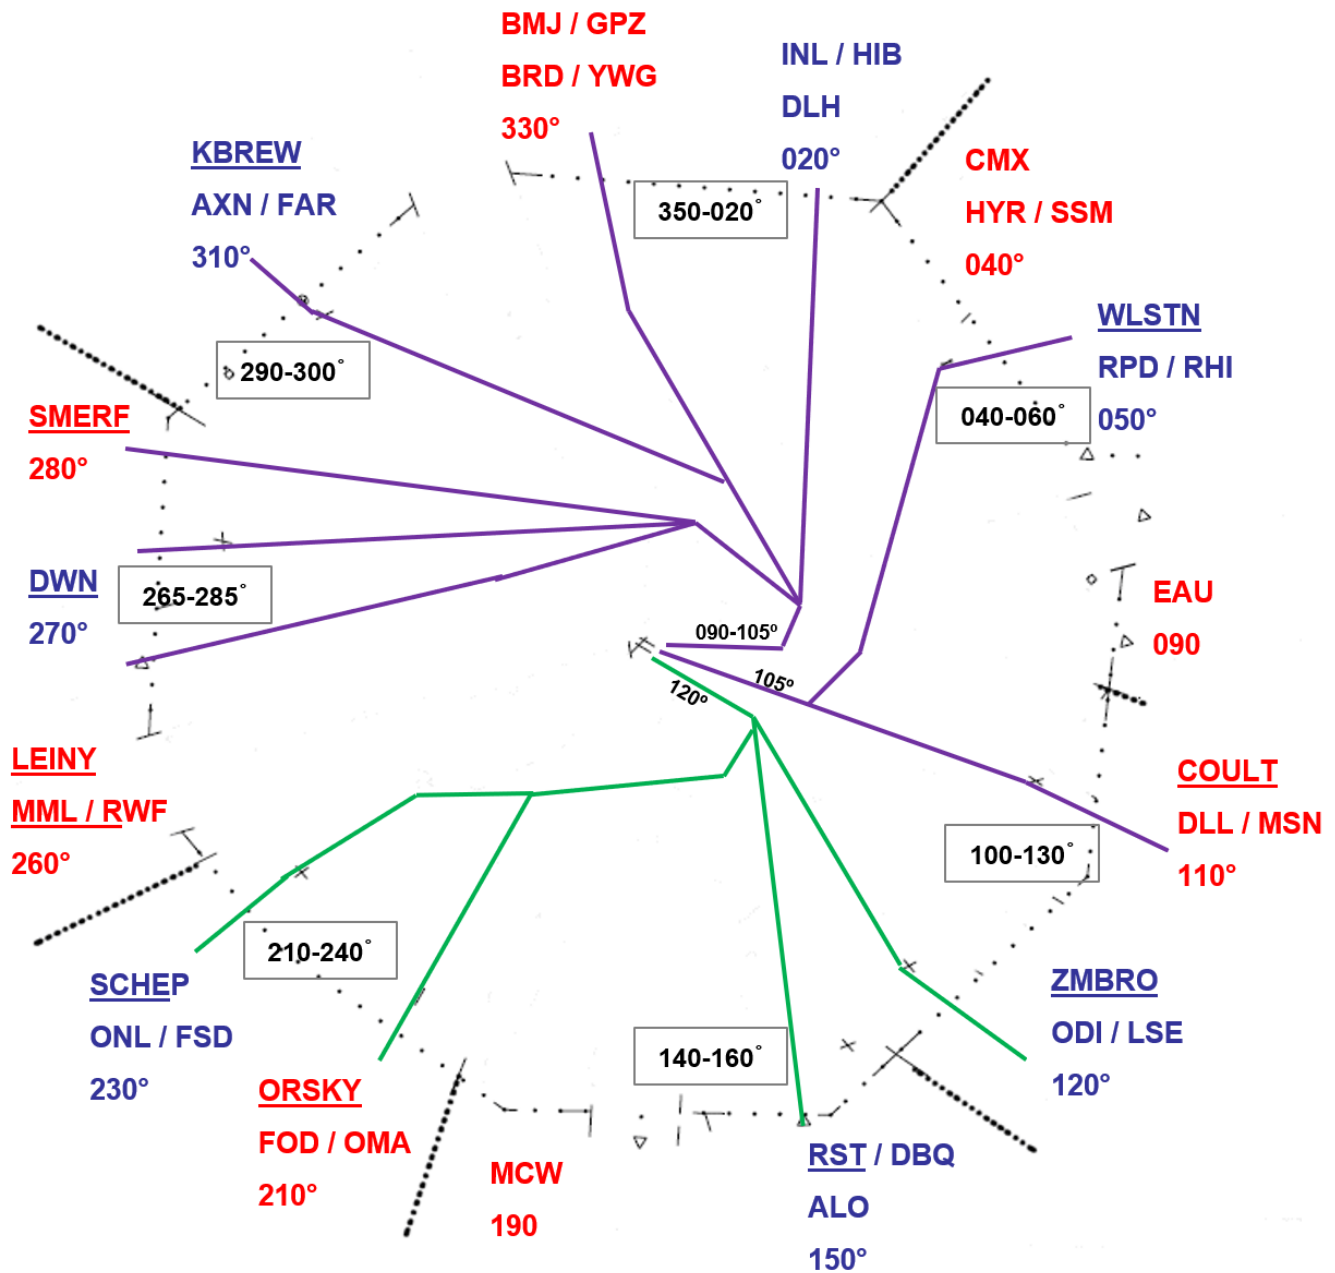 BMJ / GPZ
BRD / YWG
330°
INL / HIB
DLH
020°
KBREW
AXN / FAR
310°
350-020°
CMX
HYR / SSM
040°
WLSTN
RPD / RHI
050°
290-300°
040-060°
SMERF
280°
DWN
270°
265-285°
EAU
090
090-105º
105º
120º
LEINY
MML / RWF
260°
COULT
DLL / MSN
110°
100-130°
210-240°
SCHEP
ONL / FSD
230°
ZMBRO
ODI / LSE
120°
140-160°
ORSKY
FOD / OMA
210°
MCW
190
RST / DBQ
ALO
150°